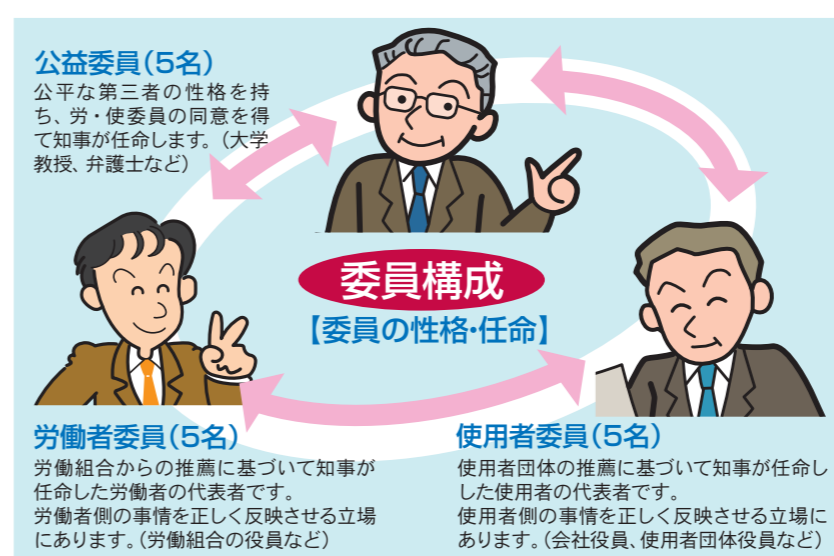 公益委員(5名)
公平な第三者の性格を持
ち、労・使委員の同意を得
て知事が任命します。(大学
教授、弁護士など)
委員構成
【委員の性格・任命】
労働者委員(5名)
労働組合からの推薦に基づいて知事が
任命した労働者の代表者です。
労働者側の事情を正しく反映させる立場
にあります。(労働組合の役員など)
使用者委員(5名)
使用者団体の推薦に基づいて知事が任命し
した使用者の代表者です。
使用者側の事情を正しく反映させる立場に
あります。(会社役員、使用者団体役員など)